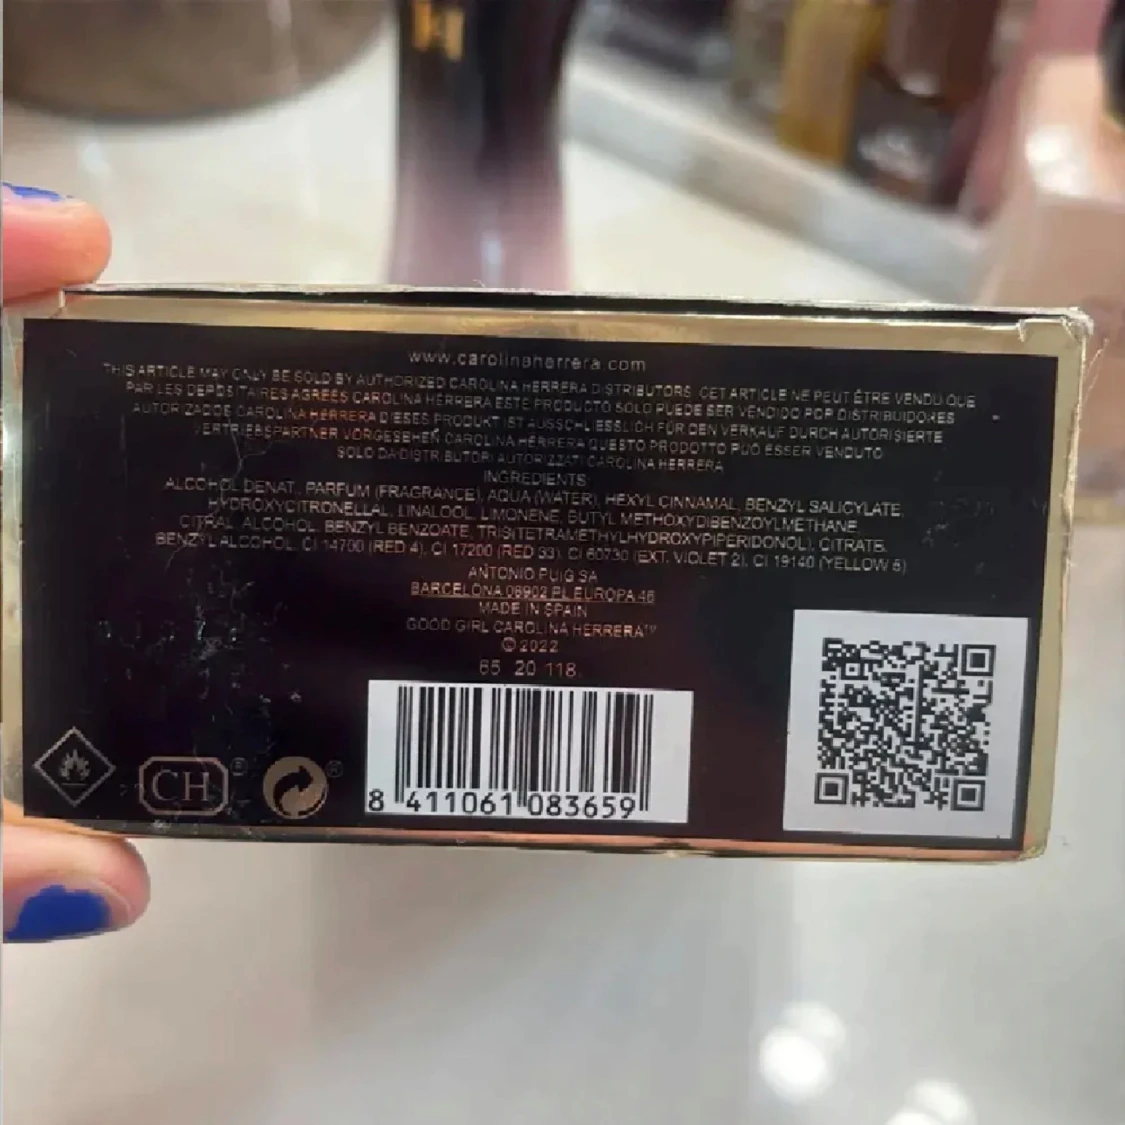 www.carolinaherrera.com
THIS ARTICLE MAY ONLY BE SOLD BY AUTHORIZED CAROLINA HERRERA DISTRIBUTORS. CET ARTICLE NE PEUT ÊTRE VENDU QUE
PAR LES DEPOSITAIRES AGREES CAROLINA HERRERA ESTE PRODUCTO SOLO PUEDE SER VENDIDO POR DISTRIBUIDORES
AUTORIZADOS CAROLINA HERRERA DIESES PRODUKT IST AUSSCHLIESSLICH FÜR DEN VERKAUF DURCH AUTORISIERTE
VERTRIEBSPARTNER VORGESEHEN CAROLINA HERRERA QUESTO PRODOTTO PUÒ ESSER VENDUTO
SOLO DA DISTRIBUTORI AUTORIZZATI CAROLINA HERRERA
INGREDIENTS:
ALCOHOL DENAT., PARFUM (FRAGRANCE), AQUA (WATER), HEXYL CINNAMAL, BENZYL SALICYLATE,
HYDROXYCITRONELLAL, LINALOOL, LIMONENE, BUTYL METHOXYDIBENZOYLMETHANE,
CITRAL, ALCOHOL, BENZYL BENZOATE, TRIS(TETRAMETHYLHYDROXYPIPERIDONOL), CITRATE,
BENZYL ALCOHOL, CI 14700 (RED 4), CI 17200 (RED 33), CI 60730 (EXT. VIOLET 2), CI 19140 (YELLOW 5)
ANTONIO PUIG SA
BARCELONA 08902 PL EUROPA 46
MADE IN SPAIN
GOOD GIRL CAROLINA HERRERA™
©2022
65 20 118
CH®
®
8 411061 083659